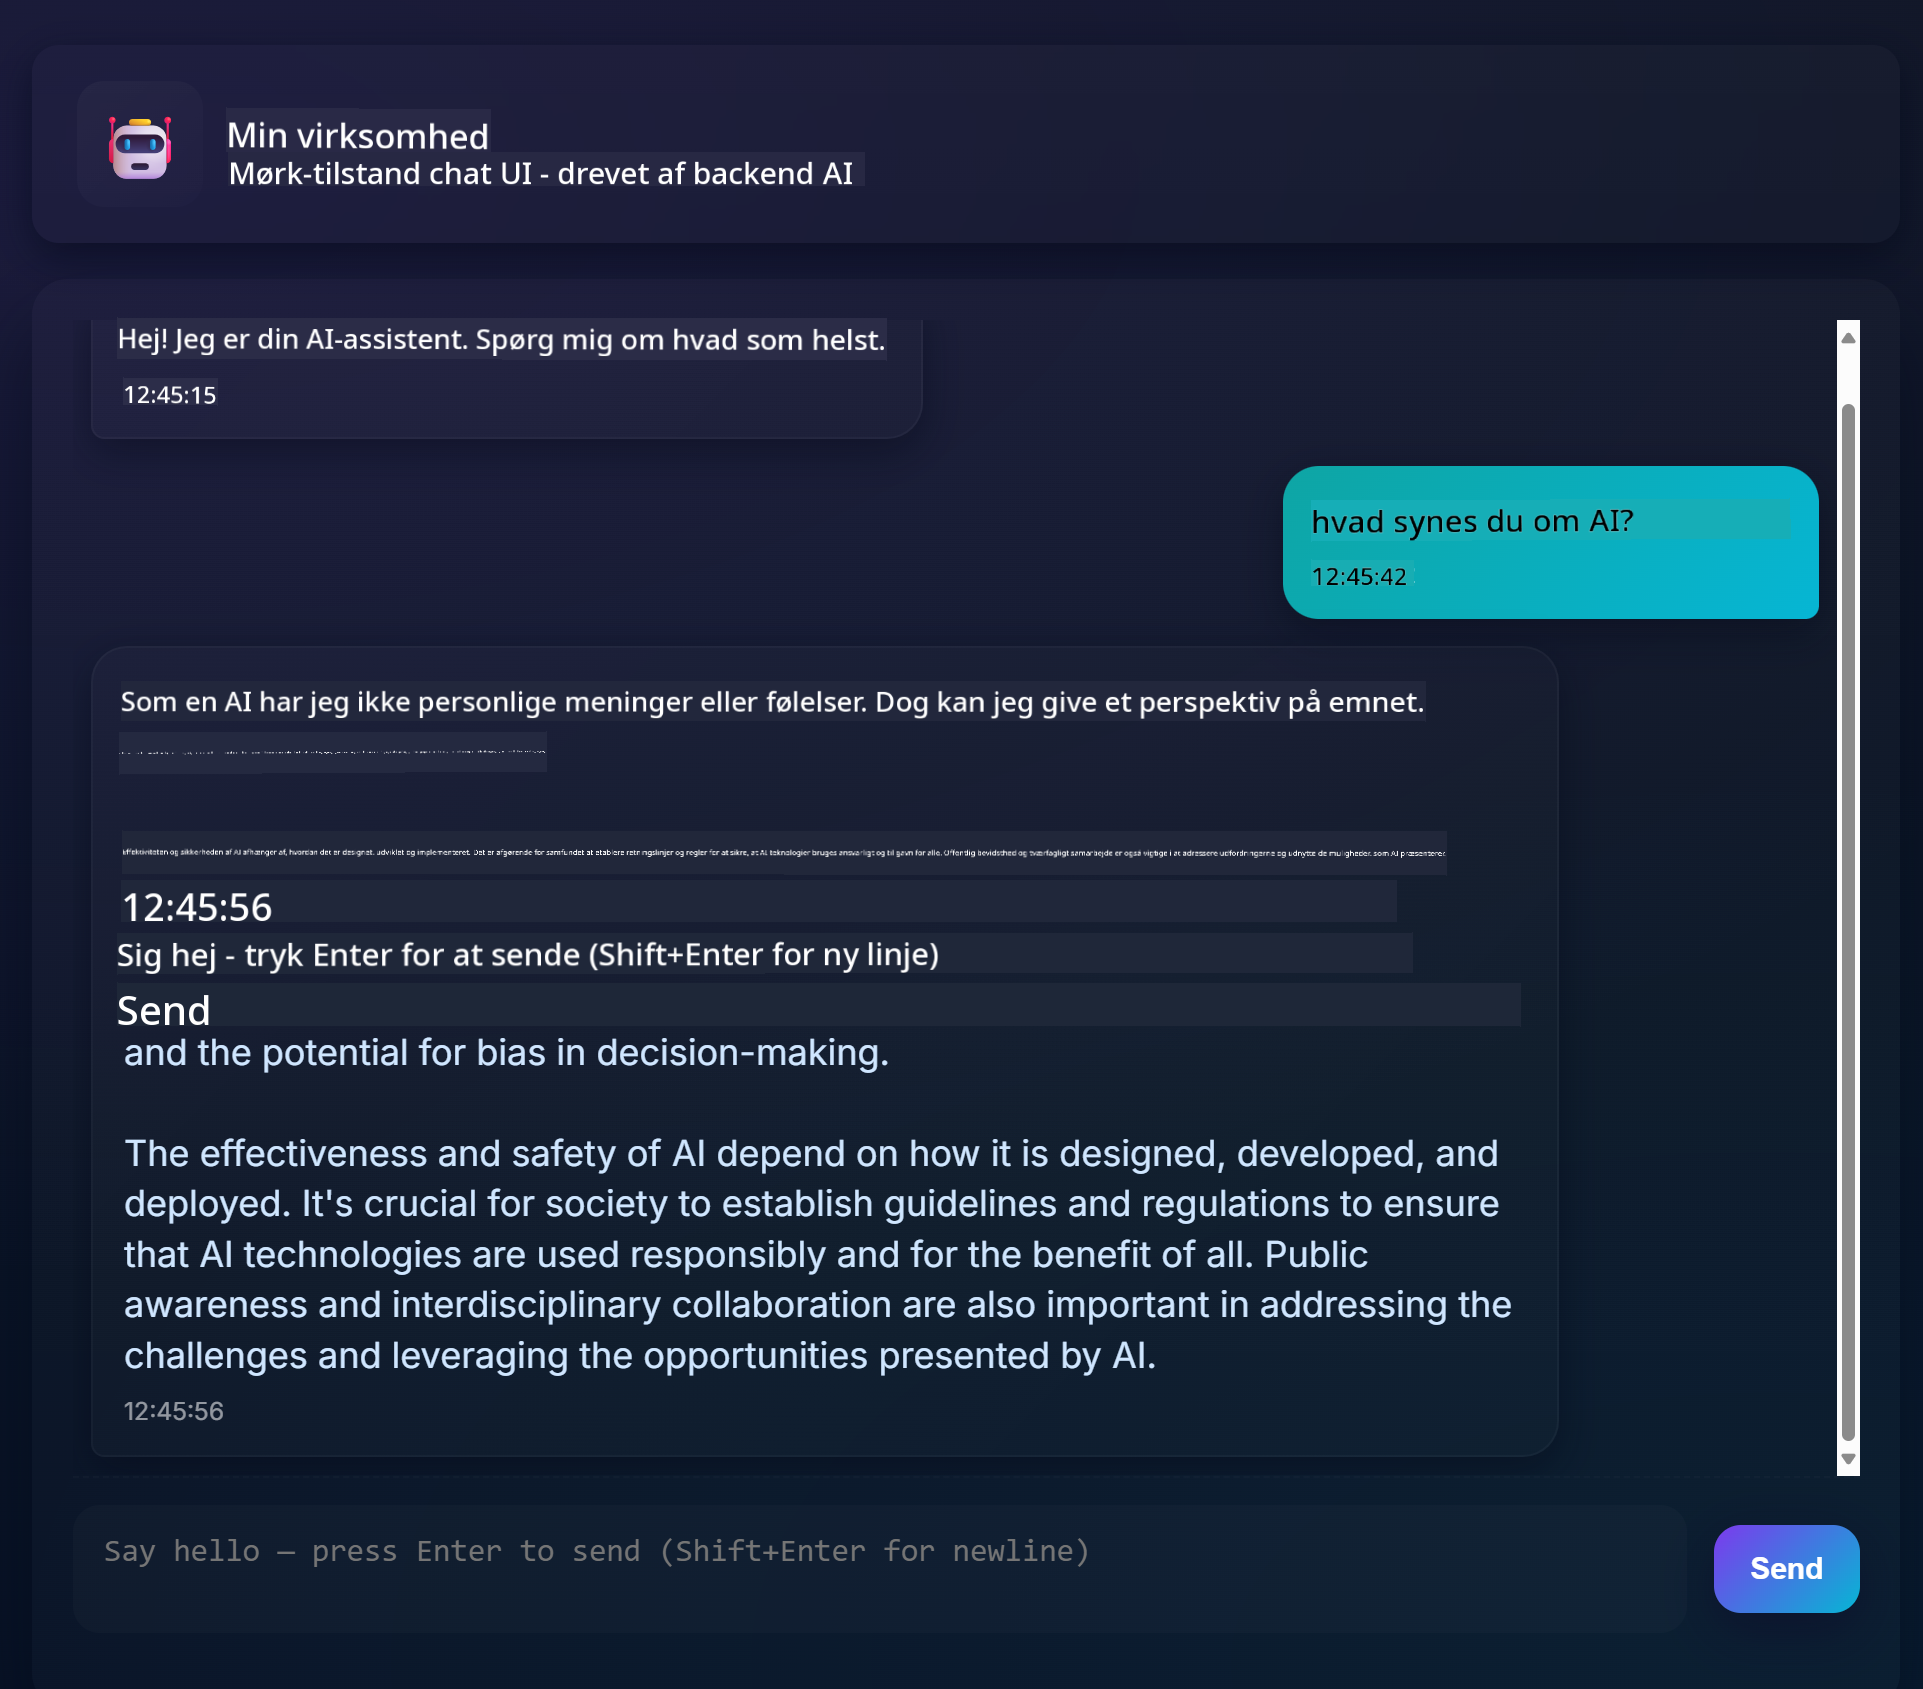 Min virksomhed
Mørk-tilstand chat UI - drevet af backend AI
Hej! Jeg er din AI-assistent. Spørg mig om hvad som helst.
12:45:15
hvad synes du om AI?
12:45:42
Som en AI har jeg ikke personlige meninger eller følelser. Dog kan jeg give et perspektiv på emnet.
effektiviteten og sikkerheden af AI afhænger af, hvordan det er designet, udviklet og implementeret. Det er afgørende for samfundet at etablere retningslinjer og regler for at sikre, at AI teknologier bruges ansvarligt og til gavn for alle. Offentlig bevidsthed og tværfagligt samarbejde er også vigtige i at adressere udfordringerne og udnytte de muligheder, som AI præsenterer.
12:45:56
Sig hej - tryk Enter for at sende (Shift+Enter for ny linje)
Send
and the potential for bias in decision-making.
The effectiveness and safety of AI depend on how it is designed, developed, and
deployed. It's crucial for society to establish guidelines and regulations to ensure
that AI technologies are used responsibly and for the benefit of all. Public
awareness and interdisciplinary collaboration are also important in addressing the
challenges and leveraging the opportunities presented by AI.
12:45:56
Say hello — press Enter to send (Shift+Enter for newline)
Send